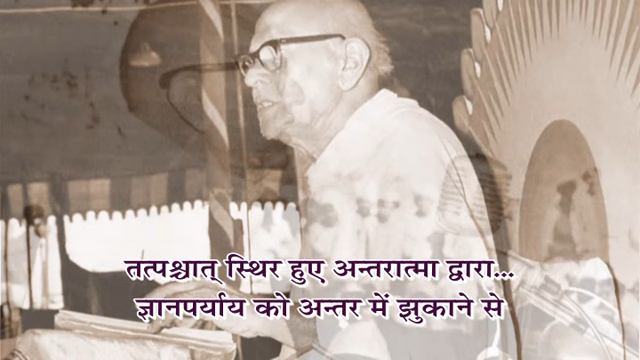 तत्पश्चात् स्थिर हुए अन्तरात्मा द्वारा...
ज्ञानपर्याय को अन्तर में झुकाने से